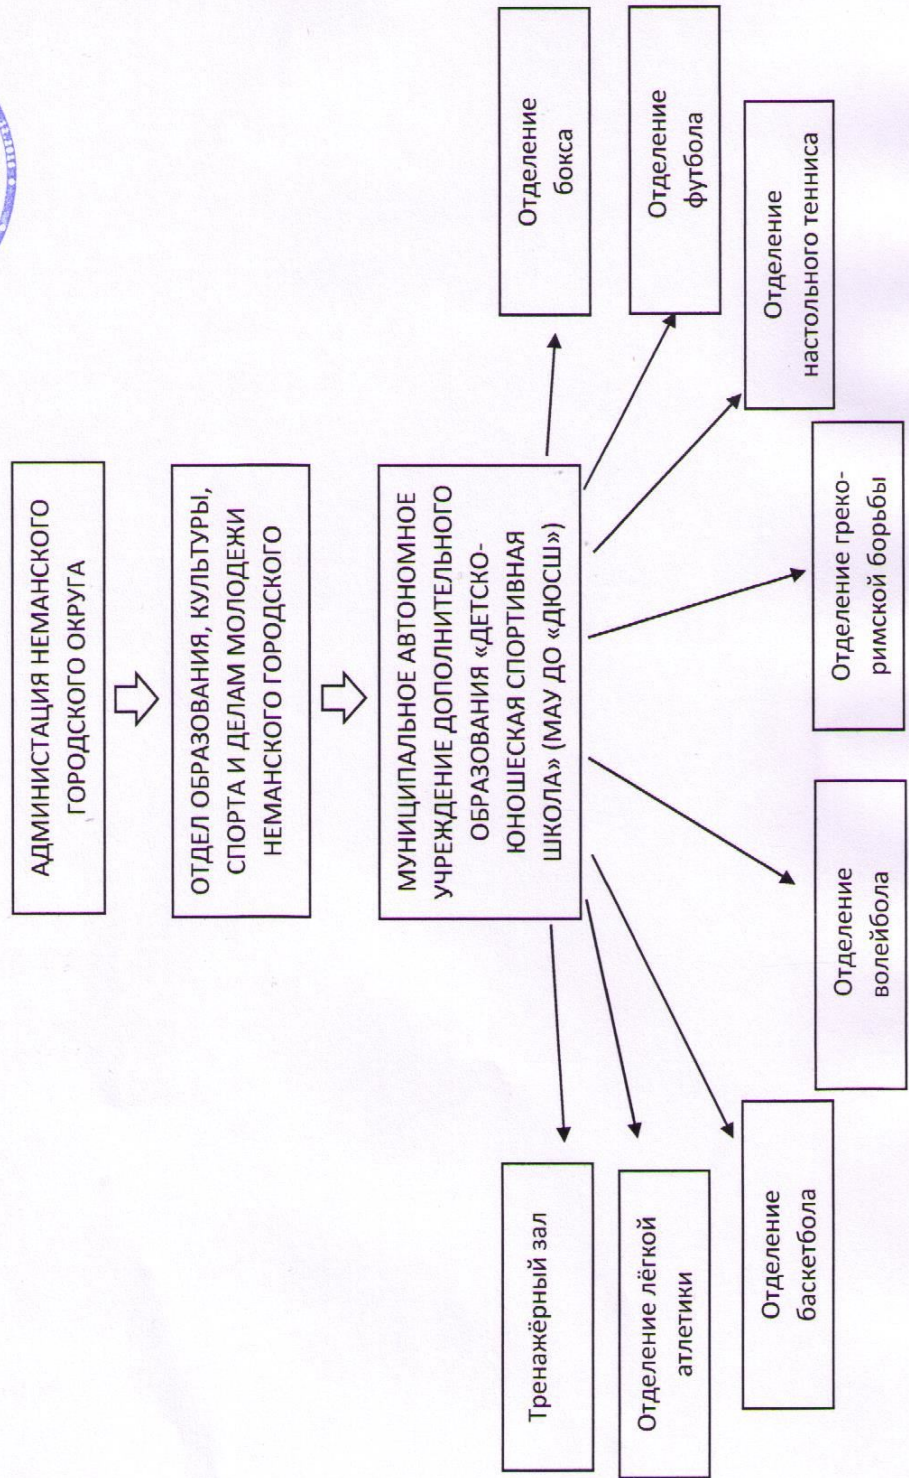 АДМИНИСТАЦИЯ НЕМАНСКОГО
ГОРОДСКОГО ОКРУГА
ОТДЕЛ ОБРАЗОВАНИЯ, КУЛЬТУРЫ,
СПОРТА И ДЕЛАМ МОЛОДЕЖИ
НЕМАНСКОГО ГОРОДСКОГО
МУНИЦИПАЛЬНОЕ АВТОНОМНОЕ
УЧРЕЖДЕНИЕ ДОПОЛНИТЕЛЬНОГО
ОБРАЗОВАНИЯ «ДЕТСКО-
ЮНОШЕСКАЯ СПОРТИВНАЯ
ШКОЛА» (МАУ ДО «ДЮСШ»)
Тренажёрный зал
Отделение лёгкой
атлетики
Отделение
баскетбола
Отделение
волейбола
Отделение греко-
римской борьбы
Отделение
настольного тенниса
Отделение
футбола
Отделение
бокса